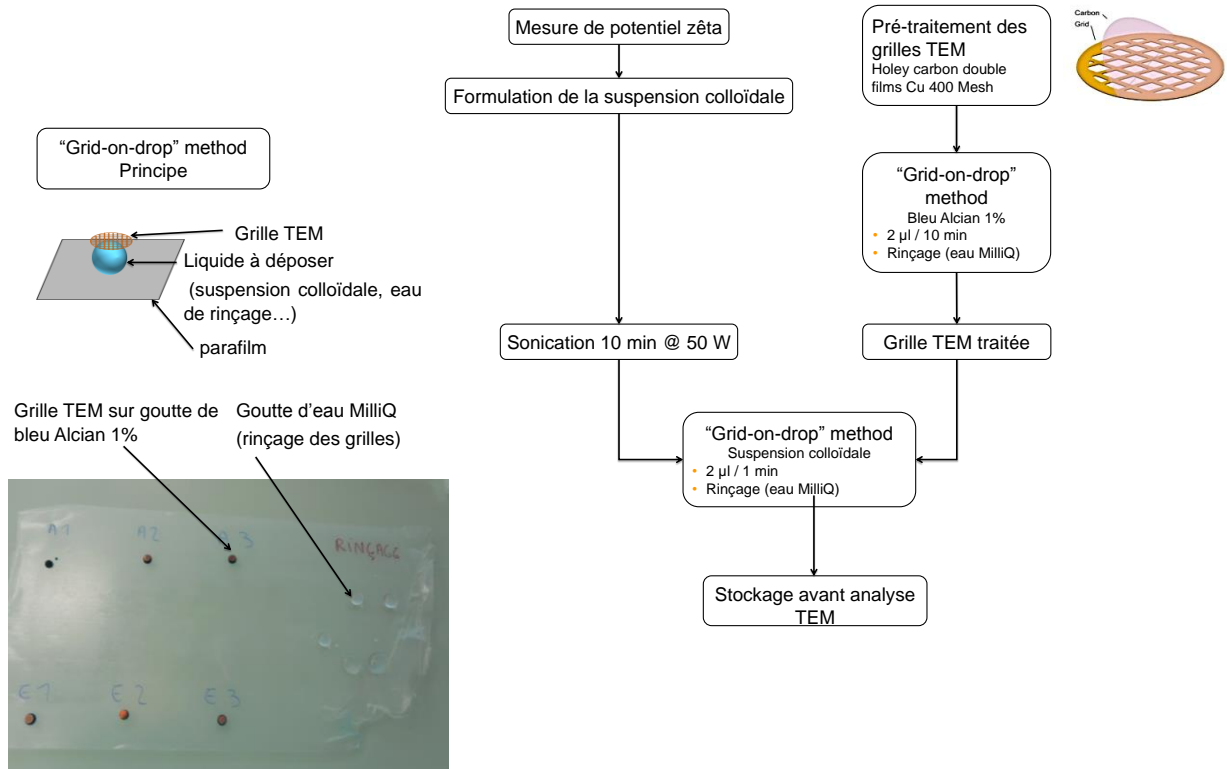 Mesure de potentiel zêta
Formulation de la suspension colloïdale
Sonication 10 min @ 50 W
Pré-traitement des
grilles TEM
Holey carbon double
films Cu 400 Mesh
Carbon
Grid
“Grid-on-drop”
method
Bleu Alcian 1%
• 2 µl / 10 min
• Rinçage (eau MilliQ)
Grille TEM traitée
“Grid-on-drop” method
Suspension colloïdale
• 2 µl / 1 min
• Rinçage (eau MilliQ)
Stockage avant analyse
TEM
“Grid-on-drop” method
Principe
Grille TEM
Liquide à déposer
(suspension colloïdale, eau
de rinçage…)
parafilm
Grille TEM sur goutte de
bleu Alcian 1%
Goutte d’eau MilliQ
(rinçage des grilles)
A1 A2 3
RINÇAGE
E1 E2 E3